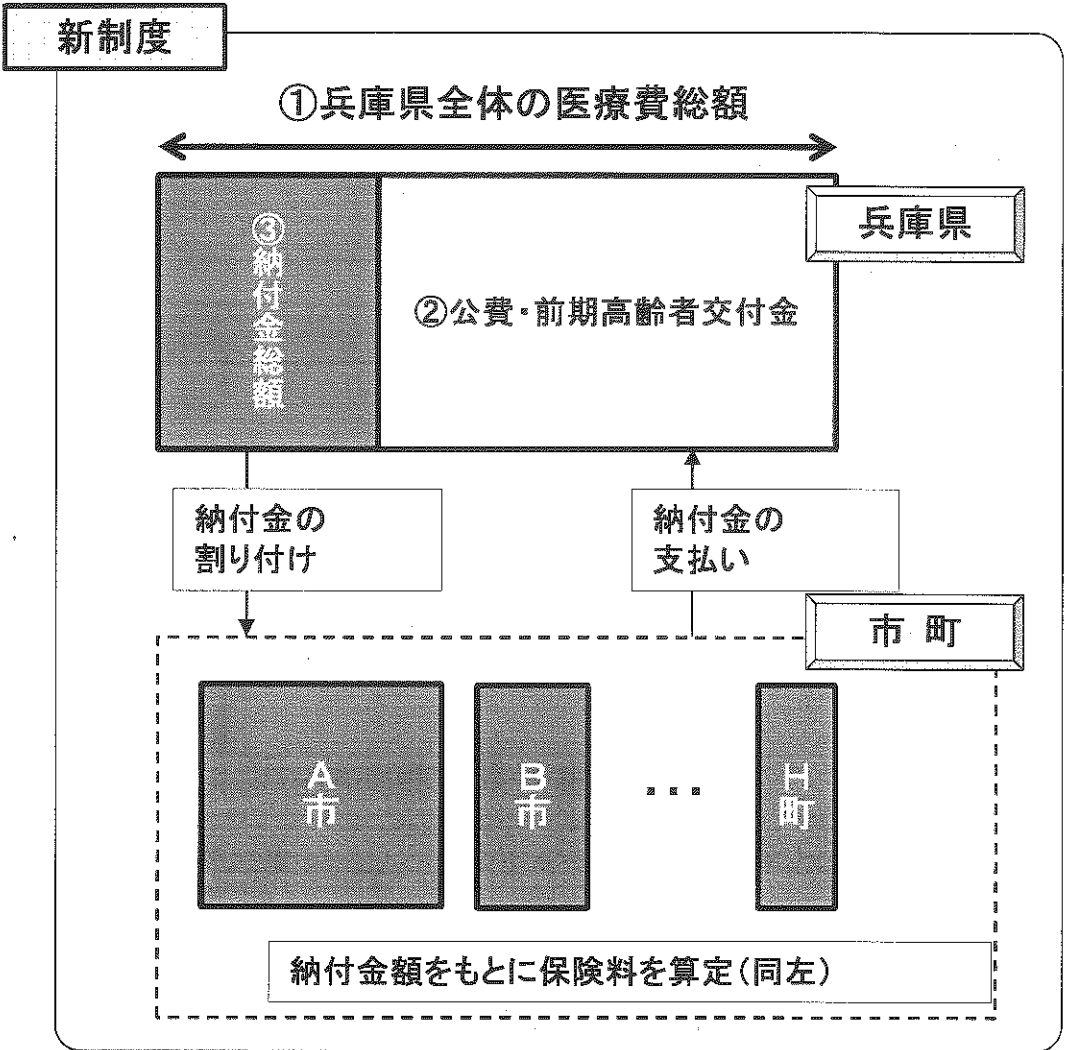 新制度
①兵庫県全体の医療費総額
兵庫県
③納付金総額
②公費・前期高齢者交付金
納付金の
割り付け
納付金の
支払い
市 町
A市
B市
…
H町
納付金額をもとに保険料を算定(同左)